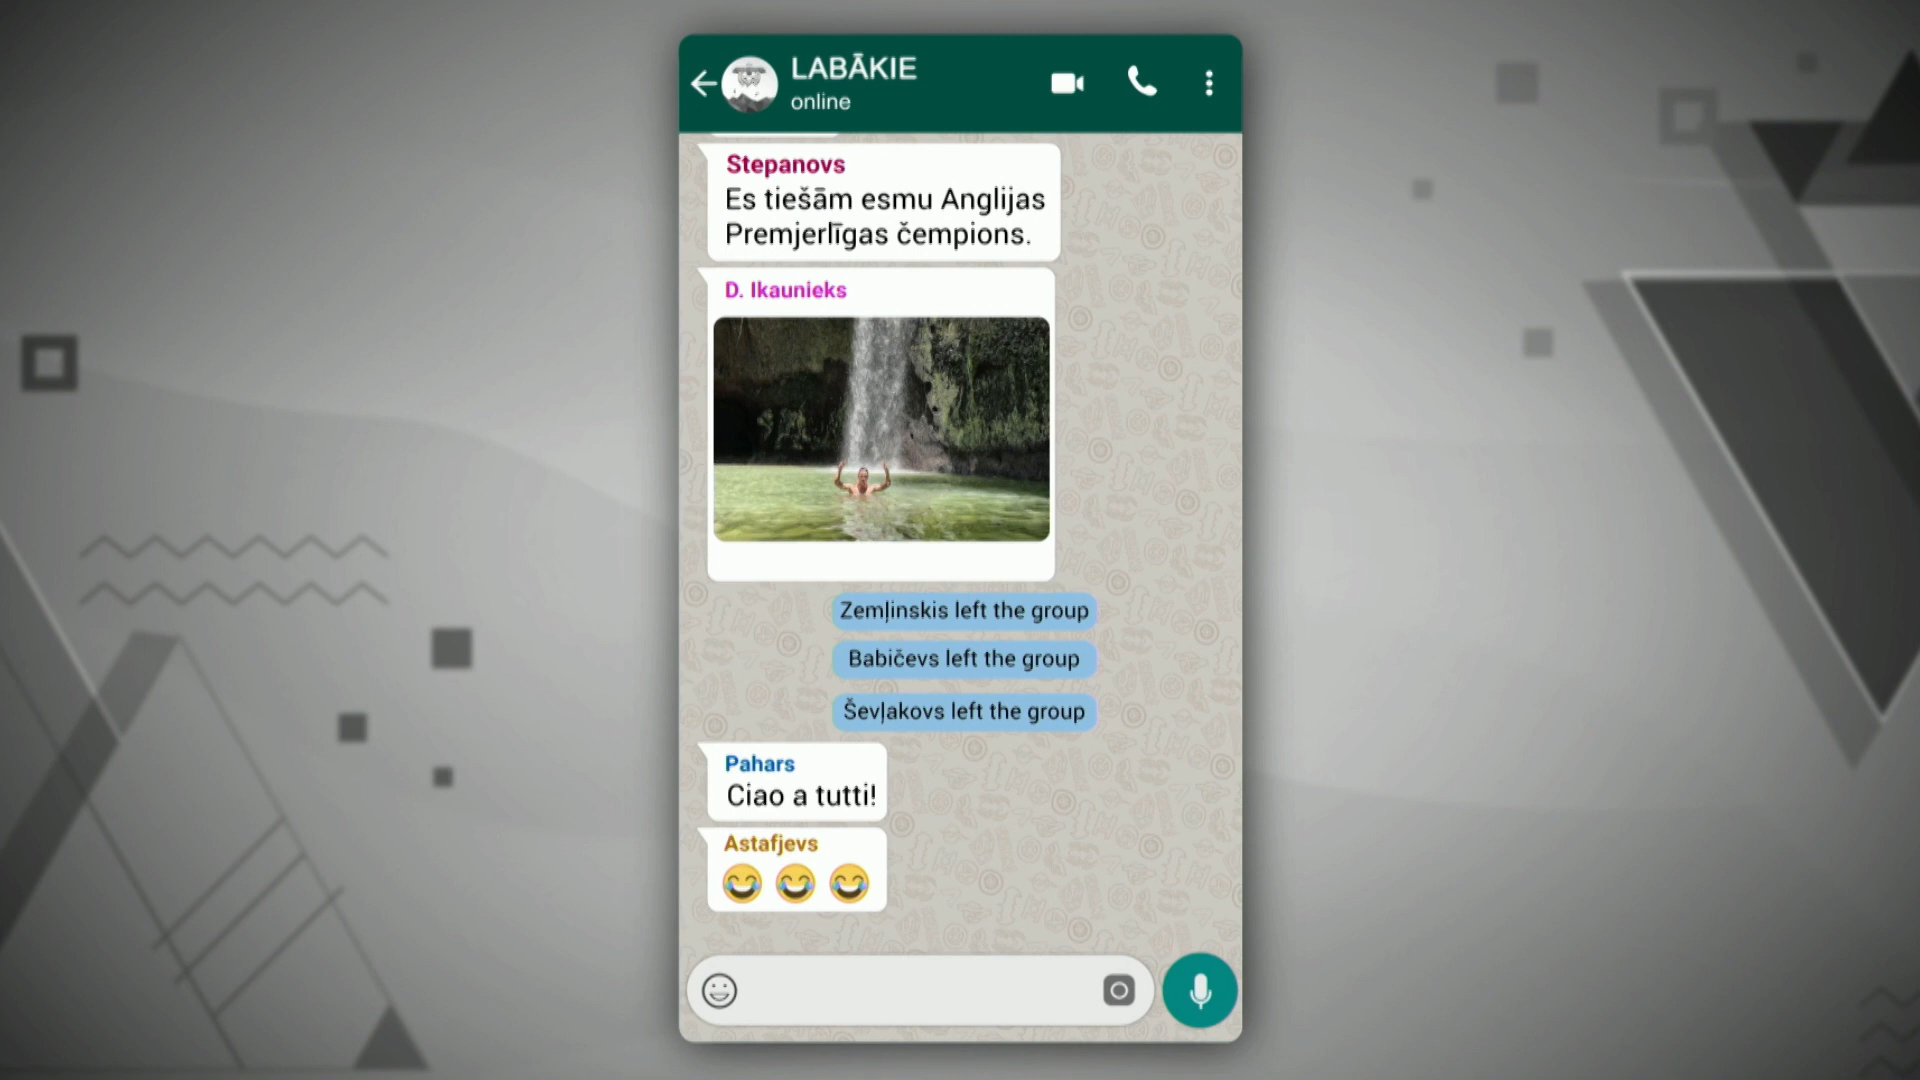 LABĀKIE
online
Stepanovs
Es tiešām esmu Anglijas
Premjerlīgas čempions.
D. Ikaunieks
Zemļinskis left the group
Babičevs left the group
Ševļakovs left the group
Pahars
Ciao a tutti!
Astafjevs
😂 😂 😂